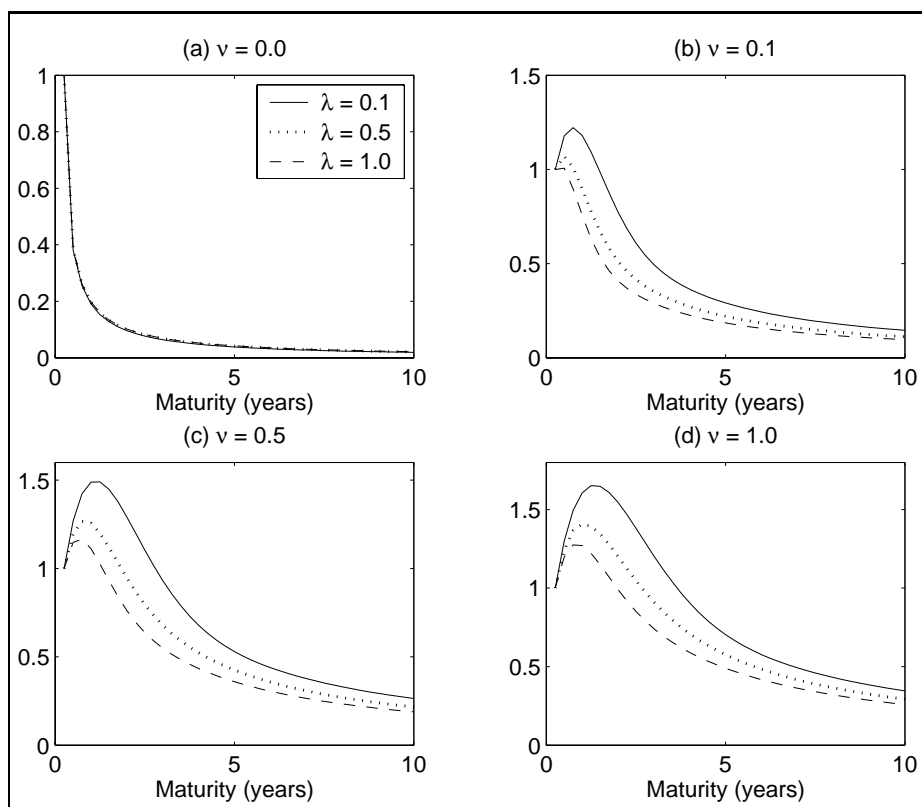 (a) ν = 0.0
1
0.8
0.6
0.4
0.2
0
0 5 10
Maturity (years)
λ = 0.1
λ = 0.5
λ = 1.0
(b) ν = 0.1
1.5
1
0.5
0
0 5 10
Maturity (years)
(c) ν = 0.5
1.5
1
0.5
0
0 5 10
Maturity (years)
(d) ν = 1.0
1.5
1
0.5
0
0 5 10
Maturity (years)